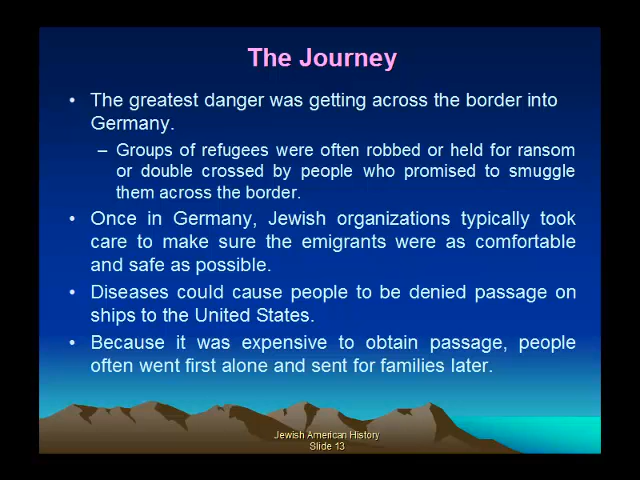 The Journey
• The greatest danger was getting across the border into
Germany.
– Groups of refugees were often robbed or held for ransom
or double crossed by people who promised to smuggle
them across the border.
• Once in Germany, Jewish organizations typically took
care to make sure the emigrants were as comfortable
and safe as possible.
• Diseases could cause people to be denied passage on
ships to the United States.
• Because it was expensive to obtain passage, people
often went first alone and sent for families later.
Jewish American History
Slide 13